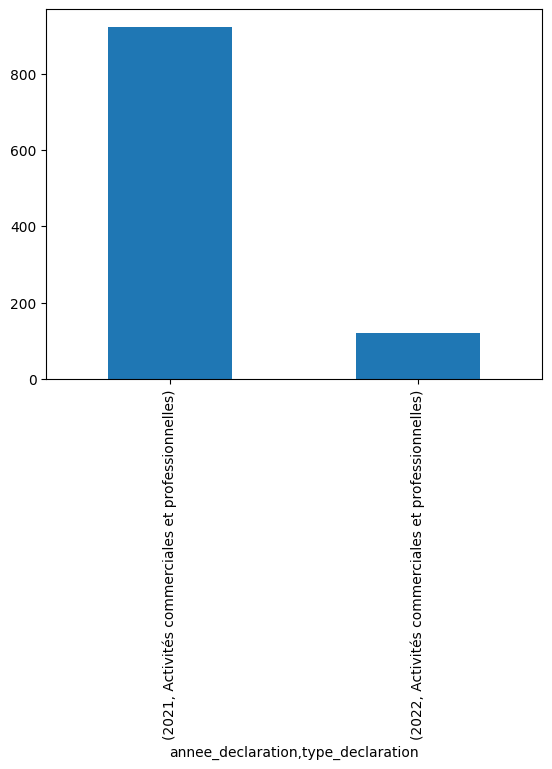 800
600
400
200
0
(2021, Activités commerciales et professionnelles)
(2022, Activités commerciales et professionnelles)
annee_declaration,type_declaration